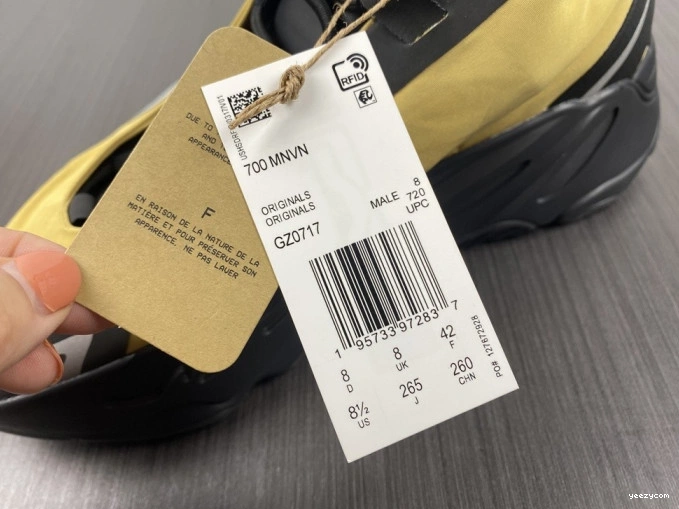 DUE TO
AND
APPEARANCE
F
EN RAISON DE LA NATURE DE LA
MATIÈRE ET POUR PRÉSERVER SON
APPARENCE, NE PAS LAVER
RFID
700 MNVN
ORIGINALS
ORIGINALS
GZ0717
MALE
8
720
UPC
1 95733 97283 7
8
D
8
UK
42
F
8½
US
265
J
260
CHN
PO# 127672928
yeezycom